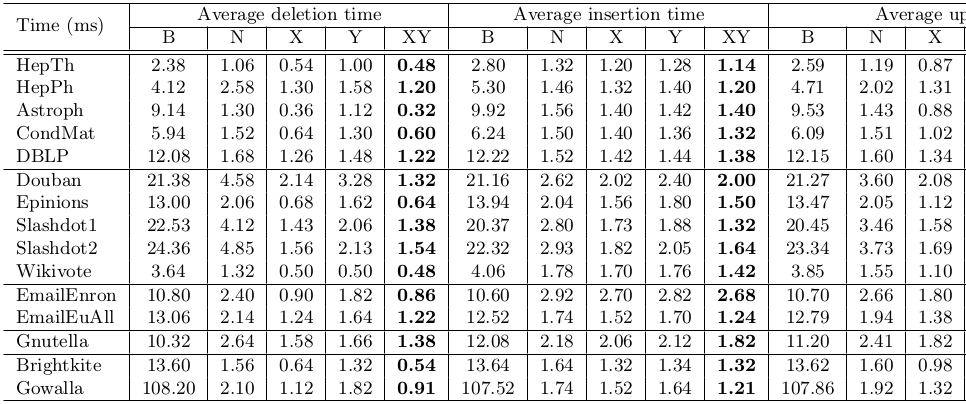 Time (ms) Average deletion time Average insertion time Average up
B N X Y XY B N X Y XY B N X
HepTh 2.38 1.06 0.54 1.00 0.48 2.80 1.32 1.20 1.28 1.14 2.59 1.19 0.87
HepPh 4.12 2.58 1.30 1.58 1.20 5.30 1.46 1.32 1.40 1.20 4.71 2.02 1.31
Astroph 9.14 1.30 0.36 1.12 0.32 9.92 1.56 1.40 1.42 1.40 9.53 1.43 0.88
CondMat 5.94 1.52 0.64 1.30 0.60 6.24 1.50 1.40 1.36 1.32 6.09 1.51 1.02
DBLP 12.08 1.68 1.26 1.48 1.22 12.22 1.52 1.42 1.44 1.38 12.15 1.60 1.34
Douban 21.38 4.58 2.14 3.28 1.32 21.16 2.62 2.02 2.40 2.00 21.27 3.60 2.08
Epinions 13.00 2.06 0.68 1.62 0.64 13.94 2.04 1.56 1.80 1.50 13.47 2.05 1.12
Slashdot1 22.53 4.12 1.43 2.06 1.38 20.37 2.80 1.73 1.88 1.32 20.45 3.46 1.58
Slashdot2 24.36 4.85 1.56 2.13 1.54 22.32 2.93 1.82 2.05 1.64 23.34 3.73 1.69
Wikivote 3.64 1.32 0.50 0.50 0.48 4.06 1.78 1.70 1.76 1.42 3.85 1.55 1.10
EmailEnron 10.80 2.40 0.90 1.82 0.86 10.60 2.92 2.70 2.82 2.68 10.70 2.66 1.80
EmailEuAll 13.06 2.14 1.24 1.64 1.22 12.52 1.74 1.52 1.70 1.24 12.79 1.94 1.38
Gnutella 10.32 2.64 1.58 1.66 1.38 12.08 2.18 2.06 2.12 1.82 11.20 2.41 1.82
Brightkite 13.60 1.56 0.64 1.32 0.54 13.64 1.64 1.32 1.34 1.32 13.62 1.60 0.98
Gowalla 108.20 2.10 1.12 1.82 0.91 107.52 1.74 1.52 1.64 1.21 107.86 1.92 1.32